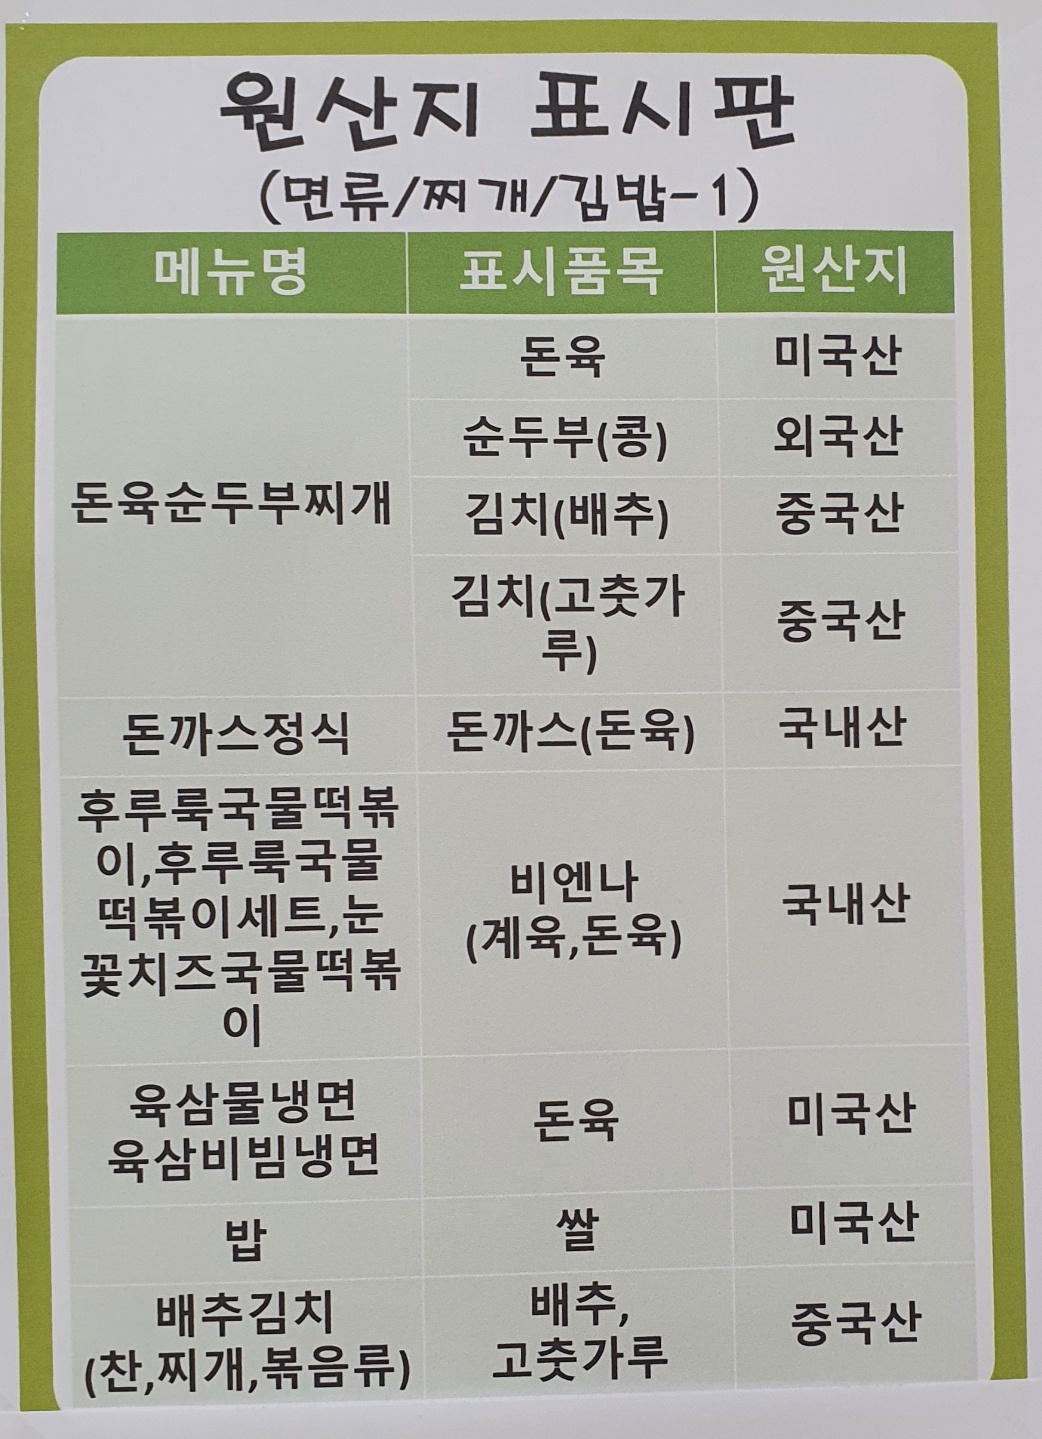 원산지 표시판
(면류/찌개/김밥-1)
메뉴명 표시품목 원산지
돈육순두부찌개
돈육 미국산
순두부(콩) 외국산
김치(배추) 중국산
김치(고춧가
루)
중국산
돈까스정식 돈까스(돈육) 국내산
후루룩국물떡볶
이,후루룩국물
떡볶이세트,눈
꽃치즈국물떡볶
이
비엔나
(계육,돈육)
국내산
육삼물냉면
육삼비빔냉면
돈육
미국산
밥 쌀 미국산
배추김치
(찬,찌개,볶음류)
배추,
고춧가루
중국산